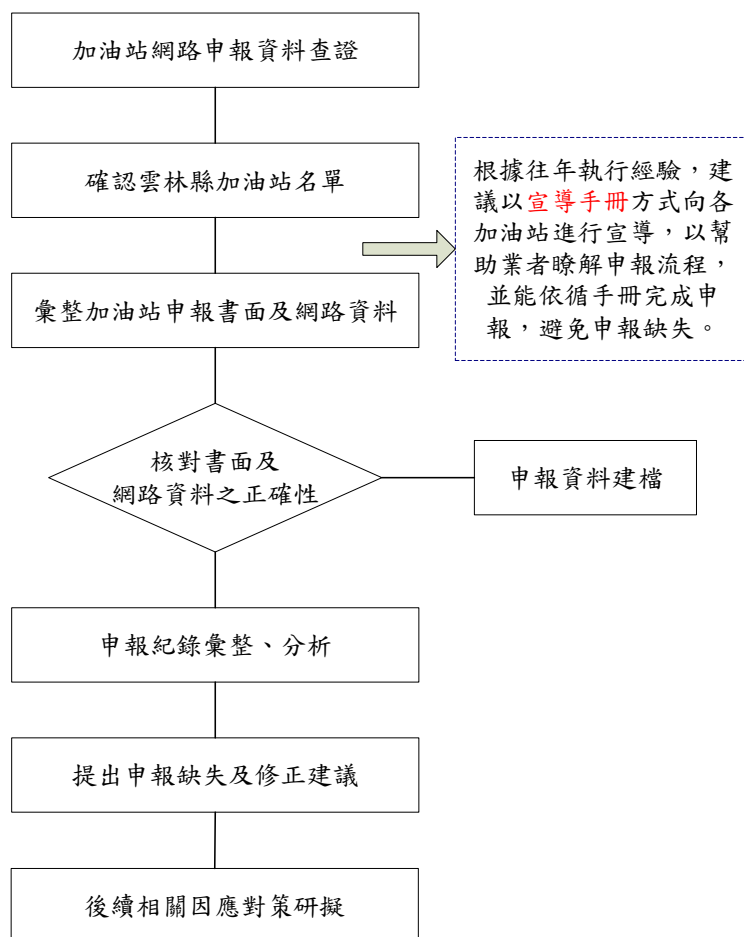 加油站網路申報資料查證
確認雲林縣加油站名單
根據往年執行經驗，建
議以宣導手冊方式向各
加油站進行宣導，以幫
助業者瞭解申報流程，
並能依循手冊完成申
報，避免申報缺失。
彙整加油站申報書面及網路資料
核對書面及
網路資料之正確性
申報資料建檔
申報紀錄彙整、分析
提出申報缺失及修正建議
後續相關因應對策研擬